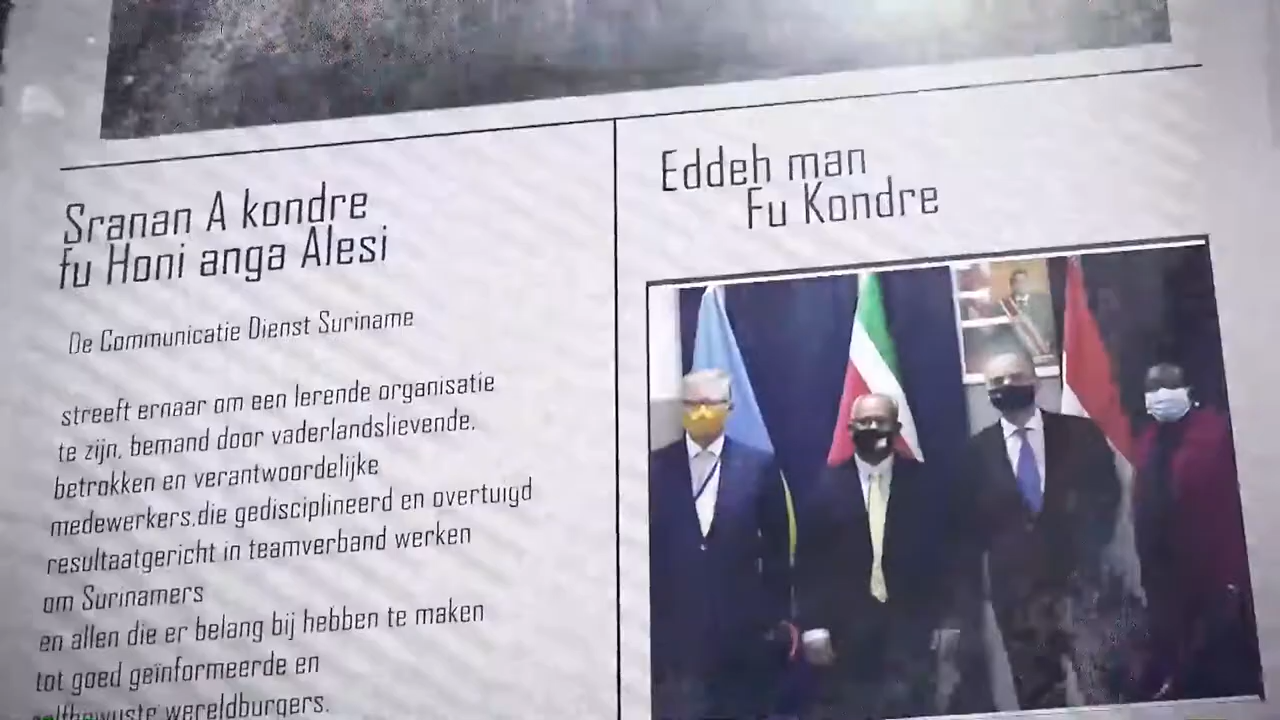 Sranan A kondre
fu Honi anga Alesi
De Communicatie Dienst Suriname
streeft ernaar om een lerende organisatie
te zijn, bemand door vaderlandslievende,
betrokken en verantwoordelijke
medewerkers,die gedisciplineerd en overtuigd
resultaatgericht in teamverband werken
om Surinamers
en allen die er belang bij hebben te maken
tot goed geïnformeerde en
wereldburgers.
Eddeh man
Fu Kondre